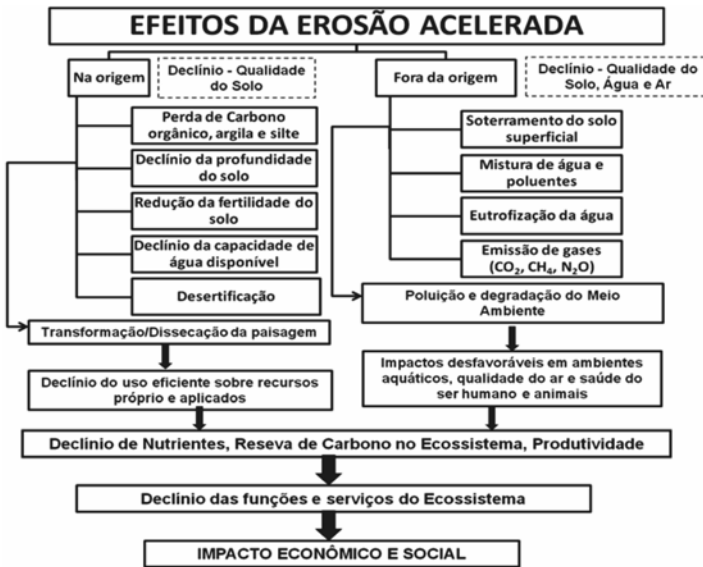 EFEITOS DA EROSÃO ACELERADA
Na origem
Declínio - Qualidade
do Solo
Perda de Carbono
orgânico, argila e silte
Declínio da profundidade
do solo
Redução da fertilidade do
solo
Declínio da capacidade de
água disponível
Desertificação
Transformação/Dissecação da paisagem
Declínio do uso eficiente sobre recursos
próprio e aplicados
Fora da origem
Declínio - Qualidade do
Solo, Água e Ar
Soterramento do solo
superficial
Mistura de água e
poluentes
Eutrofização da água
Emissão de gases
(CO₂, CH₄, N₂O)
Poluição e degradação do Meio
Ambiente
Impactos desfavoráveis em ambientes
aquáticos, qualidade do ar e saúde do
ser humano e animais
Declínio de Nutrientes, Reseva de Carbono no Ecossistema, Produtividade
Declínio das funções e serviços do Ecossistema
IMPACTO ECONÔMICO E SOCIAL